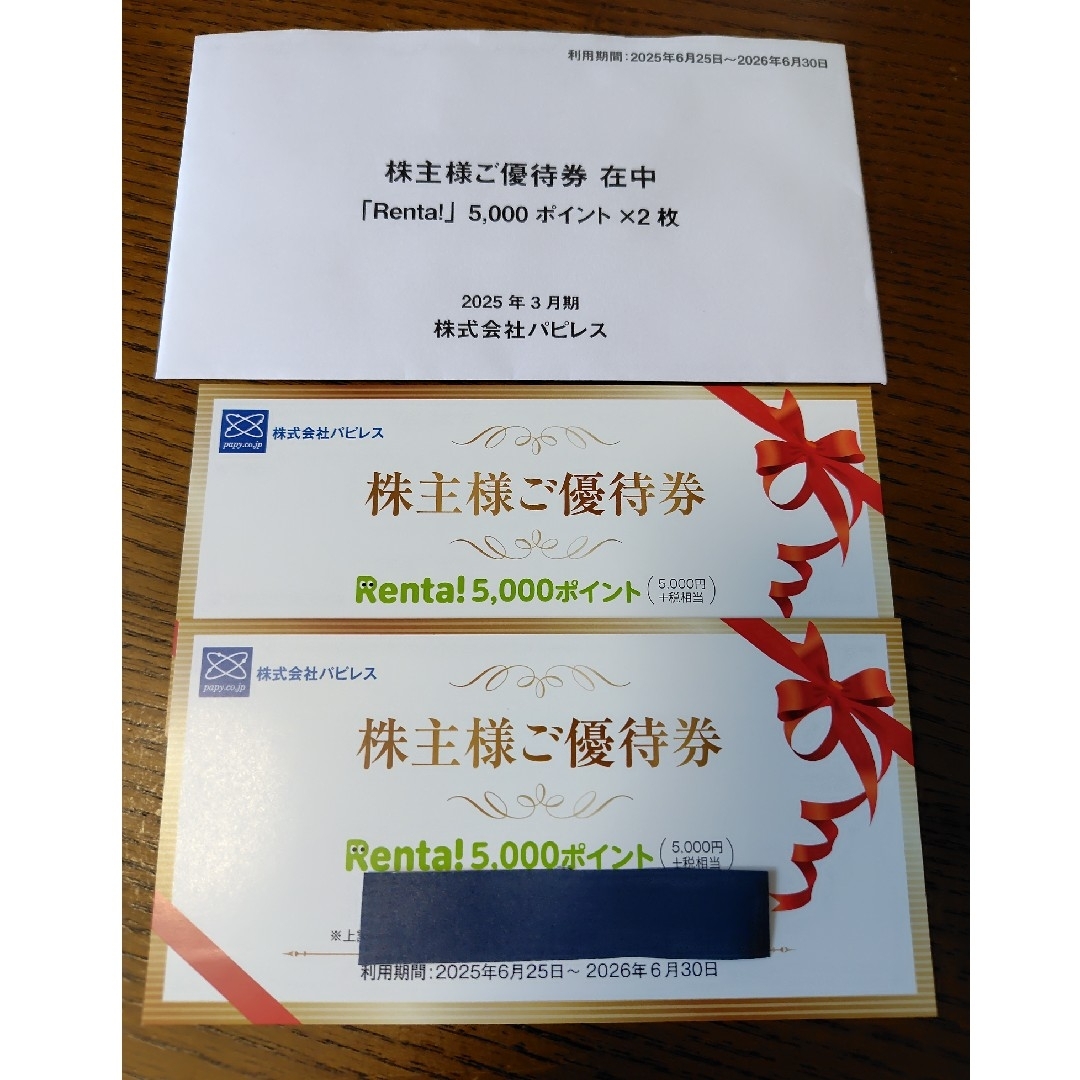 利用期間:2025年6月25日～2026年6月30日
株主様ご優待券 在中
「Renta!」 5,000 ポイント ×2 枚
2025 年 3 月期
株式会社パピレス
papy.co.jp
株式会社パピレス
株主様ご優待券
Renta! 5,000ポイント (5,000円
+税相当)
papy.co.jp
株式会社パピレス
株主様ご優待券
Renta! 5,000ポイント (5,000円
+税相当)
※上
利用期間:2025年6月25日～2026年6月30日